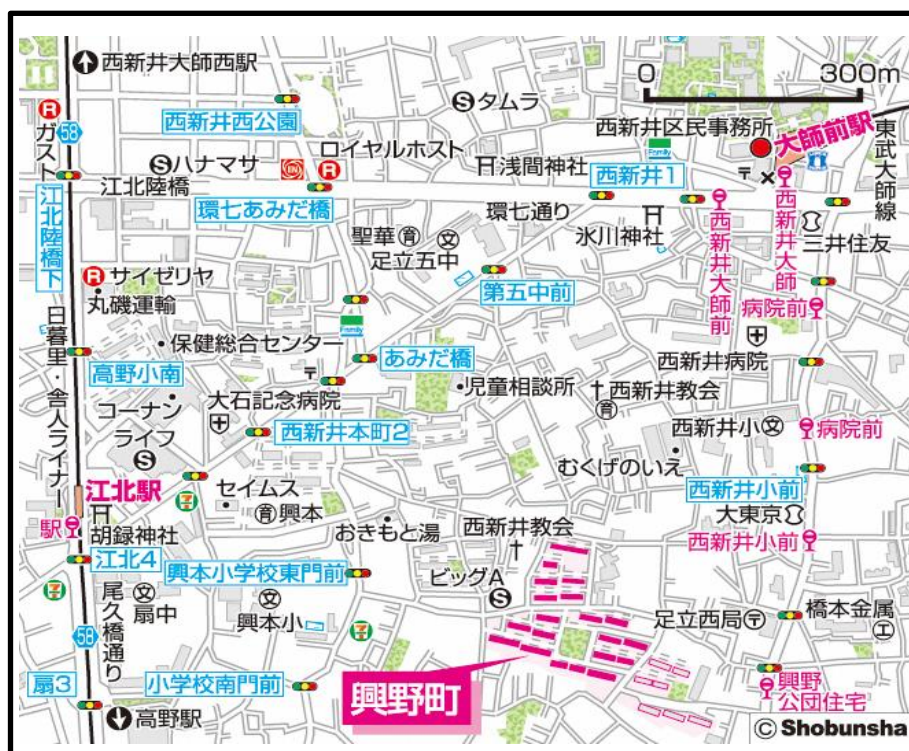 西新井大師西駅
0 300m
R
ガスト
58
西新井西公園
S タムラ
西新井区民事務所
大師前駅
東武大師線
S ハナマサ
ロイヤルホスト
R
浅間神社
Family
江北陸橋
西新井1
環七あみだ橋
環七通り
氷川神社
西新井大師前
西新井大師
三井住友
江北陸橋下
聖華 育
文
足立五中
第五中前
R サイゼリヤ
丸磯運輸
病院前
Family
保健総合センター
あみだ橋
西新井病院
日暮里・舎人ライナー
高野小南
児童相談所
西新井教会
育
コーナン
大石記念病院
ライフ
S
西新井本町2
西新井小 文
病院前
むくげのいえ
西新井小前
江北駅
セイムス
育 興本
大東京
駅
胡録神社
おきもと湯
西新井教会
西新井小前
江北4
興本小学校東門前
ビッグA
S
文
扇中
文
興本小
足立西局
橋本金属
工
58
尾久橋通り
扇3
小学校南門前
興野町
興野
公団住宅
高野駅
© Shobunsha